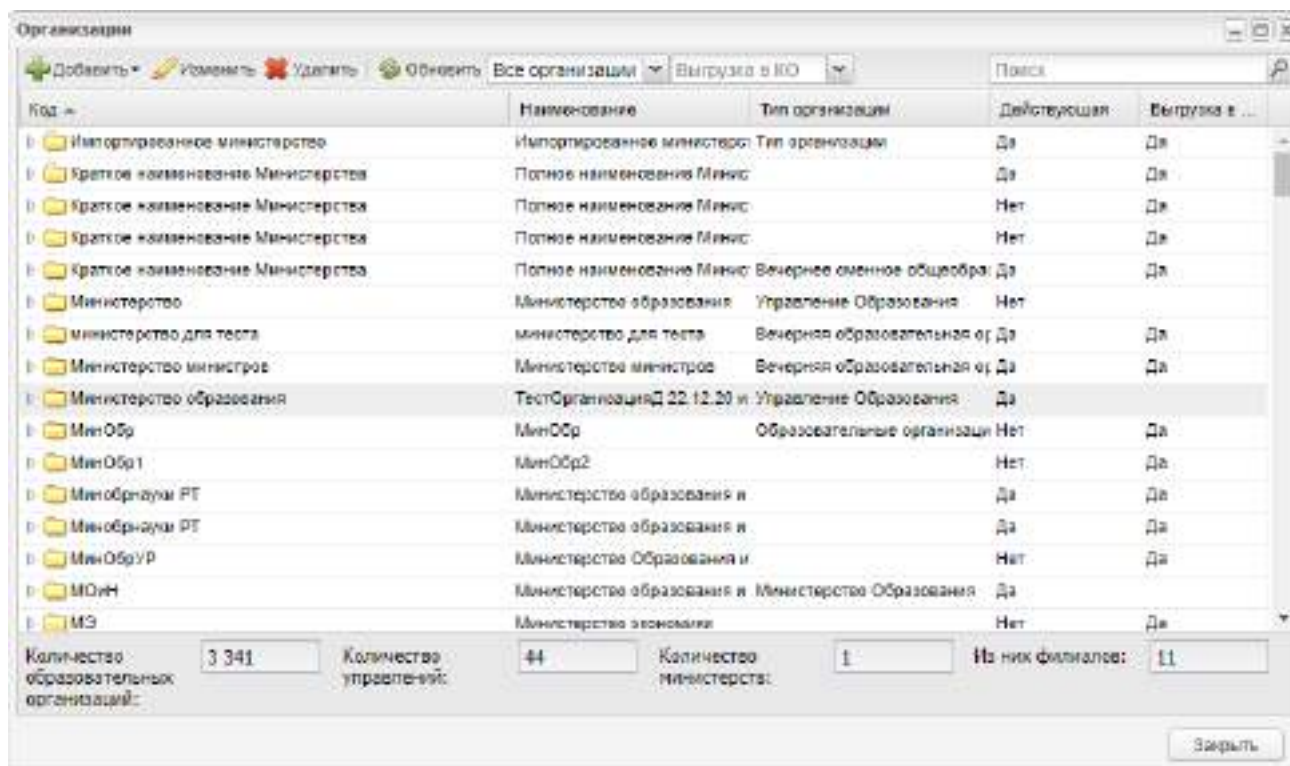 Организации
Добавить Изменить Удалить Обновить Все организации Выгрузка в КО Поиск
Код Наименование Тип организации Действующая Выгрузка в ...
Импортированное министерство Импортированное министерс Тип организации Да Да
Краткое наименование Министерства Полное наименование Минис Да Да
Краткое наименование Министерства Полное наименование Минис Нет Да
Краткое наименование Министерства Полное наименование Минис Нет Да
Краткое наименование Министерства Полное наименование Минис Вечернее сменное общеобра Да Да
Министерство Министерство образования Управление Образования Нет
министерство для теста министерство для теста Вечерняя образовательная ор Да Да
Министерство министров Министерство министров Вечерняя образовательная ор Да Да
Министерство образования ТестОрганизацияД 22.12.20 и Управление Образования Да
МинОбр МинОбр Образовательные организаци Нет Да
МинОбр1 МинОбр2 Нет Да
Минобрнауки РТ Министерство образования и Да Да
Минобрнауки РТ Министерство образования и Да Да
МинОбрУР Министерство Образования и Нет Да
МОиН Министерство образования и Министерство Образования Да
МЭ Министерство экономики Нет Да
Количество образовательных организаций: 3 341 Количество управлений: 44 Количество министерств: 1 Из них филиалов: 11
Закрыть